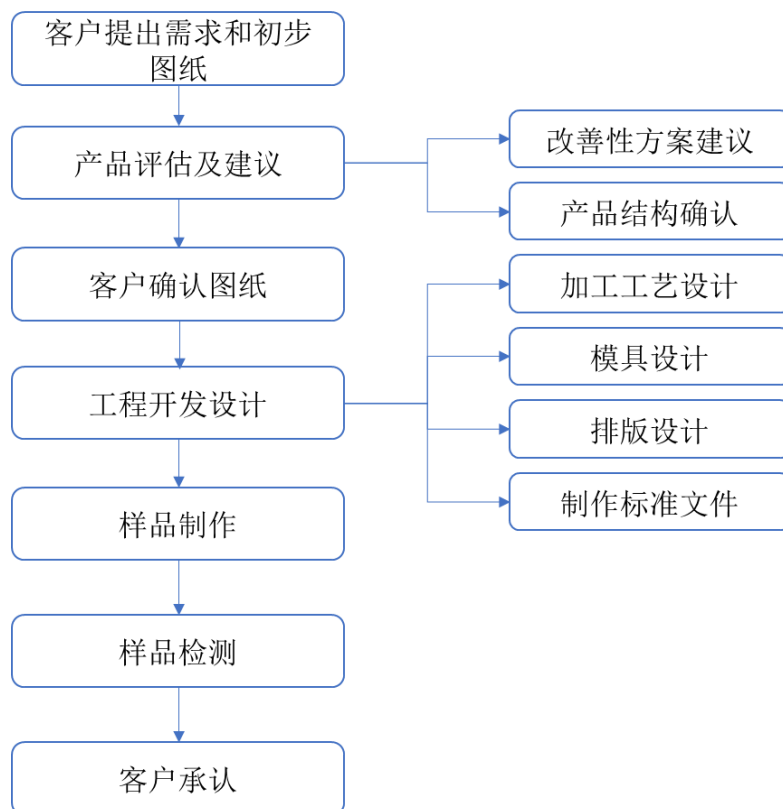 客户提出需求和初步
图纸
产品评估及建议
改善性方案建议
产品结构确认
客户确认图纸
加工工艺设计
模具设计
工程开发设计
排版设计
制作标准文件
样品制作
样品检测
客户承认